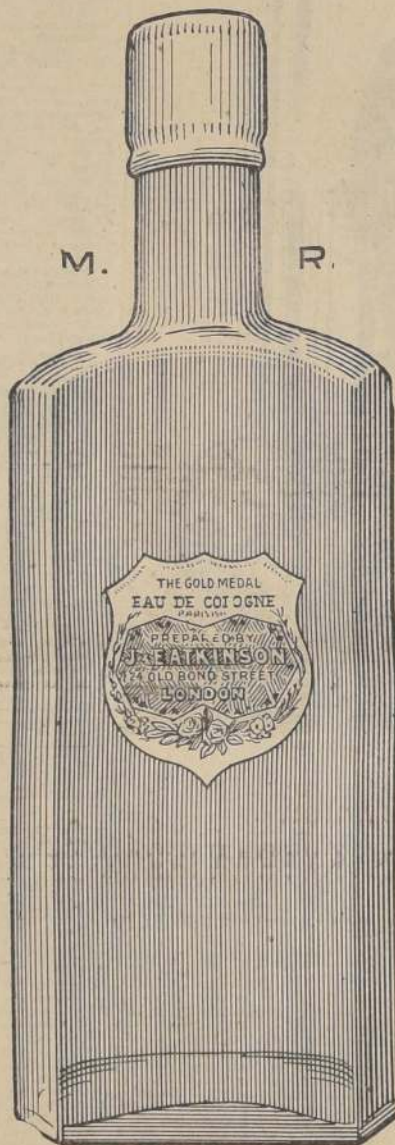 M. R.
THE GOLD MEDAL
EAU DE COLOGNE
PREPARED BY
J & E ATKINSON
24 OLD BOND STREET
LONDON